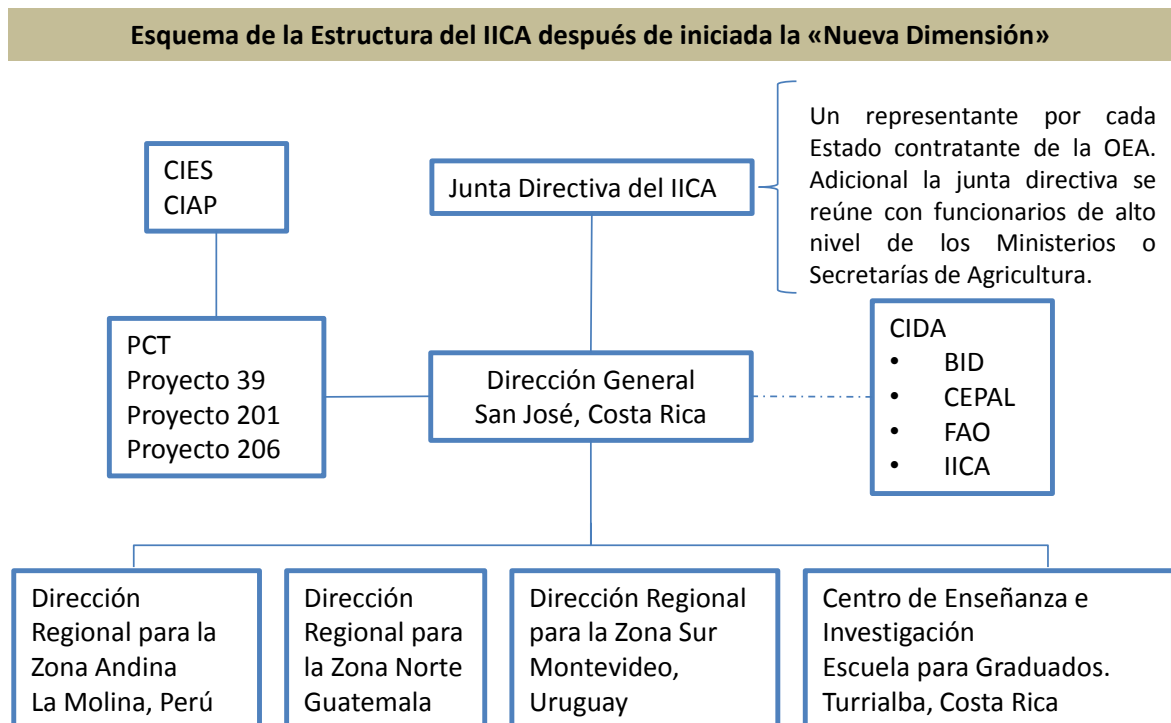 Esquema de la Estructura del IICA después de iniciada la «Nueva Dimensión»
CIES
CIAP
Junta Directiva del IICA
Un representante por cada
Estado contratante de la OEA.
Adicional la junta directiva se
reúne con funcionarios de alto
nivel de los Ministerios o
Secretarías de Agricultura.
PCT
Proyecto 39
Proyecto 201
Proyecto 206
Dirección General
San José, Costa Rica
CIDA
• BID
• CEPAL
• FAO
• IICA
Dirección
Regional para la
Zona Andina
La Molina, Perú
Dirección
Regional para
la Zona Norte
Guatemala
Dirección Regional
para la Zona Sur
Montevideo,
Uruguay
Centro de Enseñanza e
Investigación
Escuela para Graduados.
Turrialba, Costa Rica